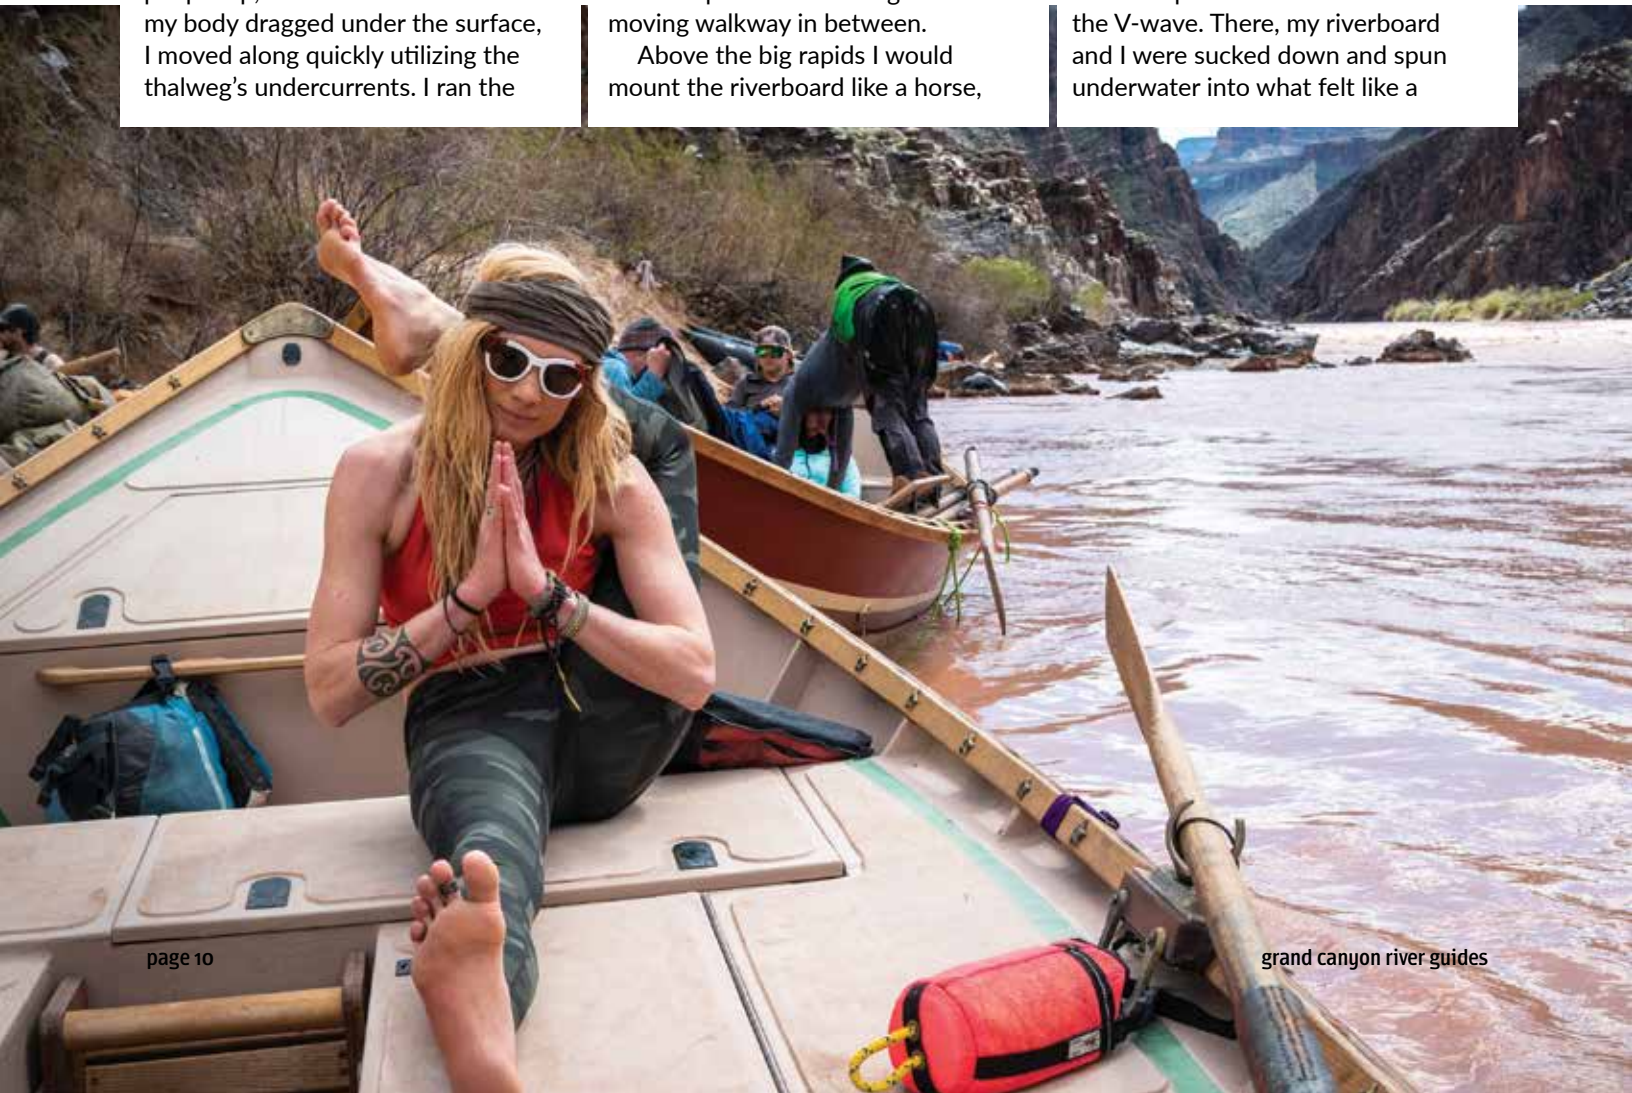 my body dragged under the surface,
I moved along quickly utilizing the
thalweg's undercurrents. I ran the
moving walkway in between.
Above the big rapids I would
mount the riverboard like a horse,
the V-wave. There, my riverboard
and I were sucked down and spun
underwater into what felt like a
page 10
grand canyon river guides